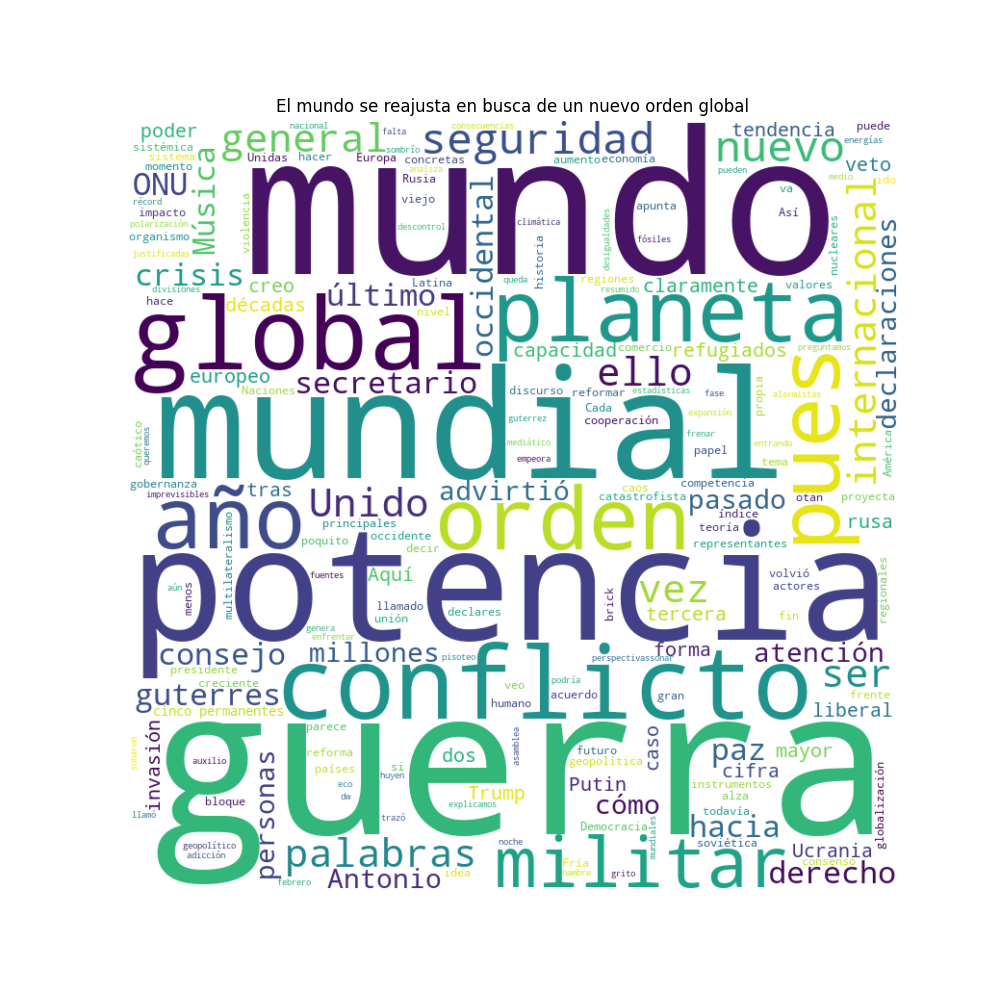 El mundo se reajusta en busca de un nuevo orden global
poder
general
nacional
falta
consecuencias
seguridad
tendencia
puede
sistémica
sistema
momento
Unidas
hacer
sombrío
Europa
concretas
analiza
aumento
economía
nuevo
pueden
energías
veto
medio
ido
ONU
Música
mundo
Rusia
viejo
va
Así
récord
impacto
polarización
organismo
justificadas
violencia
descontrol
occidental
climática
historia
fósiles
apunta
desigualdades
nucleares
internacional
declaraciones
crisis
divisiones
hace
creo
décadas
último
Latina
nivel
queda
regiones
resumido
claramente
valores
global
planeta
capacidad
comercio
refugiados
preguntamos
europeo
Naciones
secretario
discurso
reformar
ello
estadísticas
fase
propia
alarmistas
pues
mundial
gutierrez
Cada
cooperación
expansión
mediático
empeora
frenar
papel
entrando
tema
América
caótico
queremos
gobernanza
imprevisibles
tras
advirtió
caos
catastrofista
competencia
otan
proyecta
año
Unido
orden
pasado
índice
teoría
rusa
multilateralismo
principales
occidente
poquito
decir
representantes
potencia
aún
menos
fuentes
Aquí
llamado
unión
declares
brick
vez
tercera
volvió
actores
fin
regionales
genera
enfrentar
consejo
millones
pisoteo
perspectivassonar
forma
atención
presidente
creciente
guterres
conflicto
veo
podría
acuerdo
humano
gran
ser
frente
liberal
cinco permanentes
sonaron
invasión
parece
guerra
asamblea
futuro
geopolítica
caso
paz
mayor
cifra
auxilio
personas
reforma
países
si
huyen
dos
eco
dw
explicamos
Trump
Putin
cómo
instrumentos
alza
todavía
globalización
llamó
bloque
trazó
Democracia
mundiales
hacia
soviética
Ucrania
consenso
geopolítico
adicción
palabras
noche
militar
Fría
hambre
grito
derecho
febrero
Antonio
idea